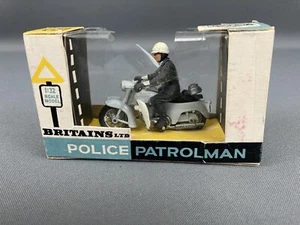 1:32
SCALE
MODEL
BRITAINS LTD
POLICE PATROLMAN